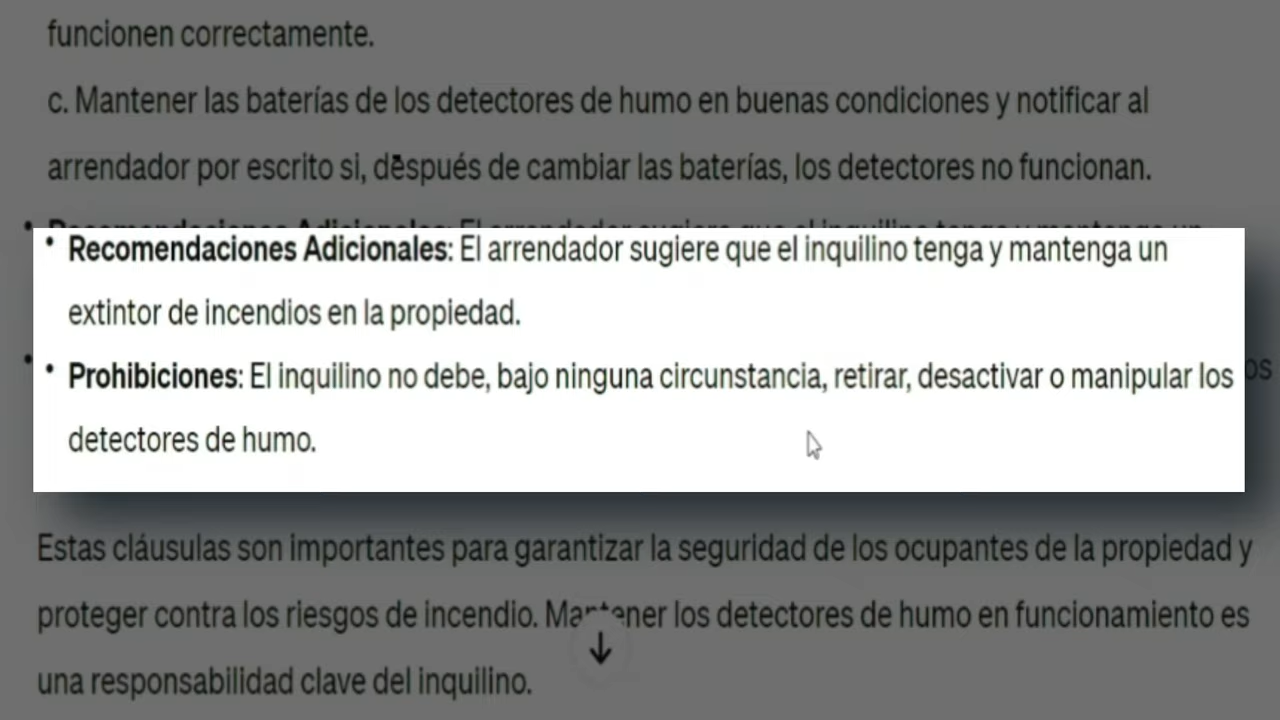 funcionen correctamente.
c. Mantener las baterías de los detectores de humo en buenas condiciones y notificar al
arrendador por escrito si, después de cambiar las baterías, los detectores no funcionan.
• Recomendaciones Adicionales: El arrendador sugiere que el inquilino tenga y mantenga un
extintor de incendios en la propiedad.
• Prohibiciones: El inquilino no debe, bajo ninguna circunstancia, retirar, desactivar o manipular los
detectores de humo.
Estas cláusulas son importantes para garantizar la seguridad de los ocupantes de la propiedad y
proteger contra los riesgos de incendio. Mantener los detectores de humo en funcionamiento es
una responsabilidad clave del inquilino.